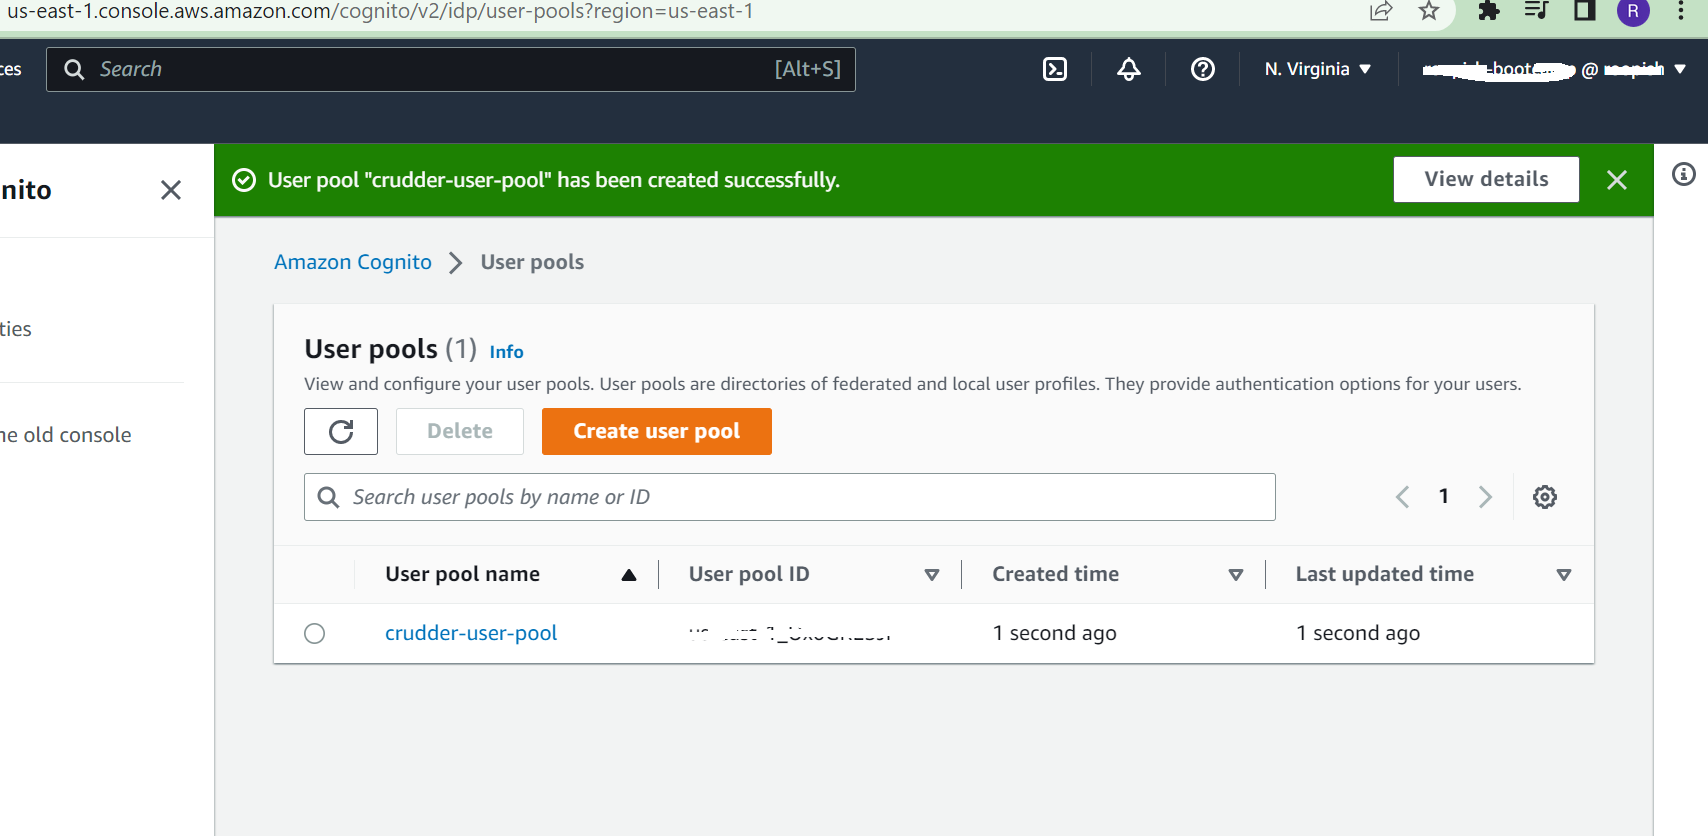 us-east-1.console.aws.amazon.com/cognito/v2/idp/user-pools?region=us-east-1
R
ces
Search
[Alt+S]
N. Virginia
@
nito
User pool "crudder-user-pool" has been created successfully.
View details
Amazon Cognito
User pools
ties
User pools (1) Info
View and configure your user pools. User pools are directories of federated and local user profiles. They provide authentication options for your users.
he old console
Delete
Create user pool
Search user pools by name or ID
1
User pool name
User pool ID
Created time
Last updated time
crudder-user-pool
1 second ago
1 second ago